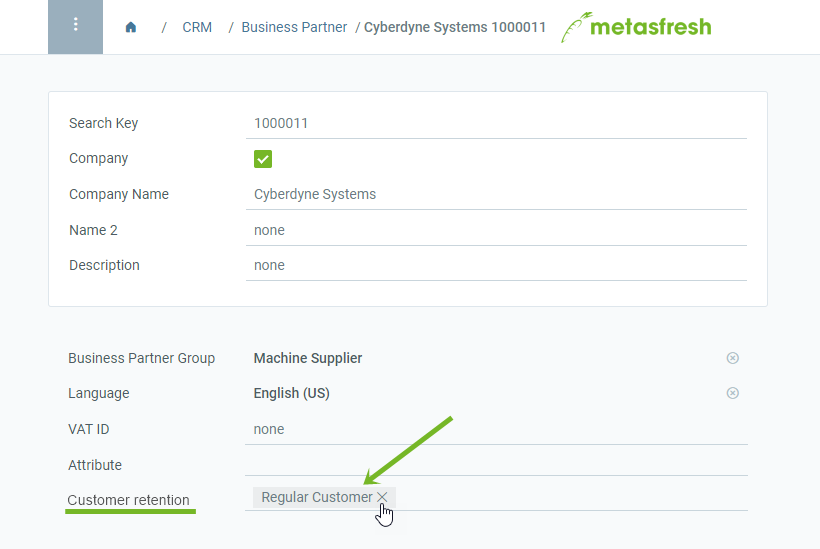 / CRM / Business Partner / Cyberdyne Systems 1000011 metasfresh
Search Key 1000011
Company
Company Name Cyberdyne Systems
Name 2 none
Description none
Business Partner Group Machine Supplier
Language English (US)
VAT ID none
Attribute
Customer retention Regular Customer